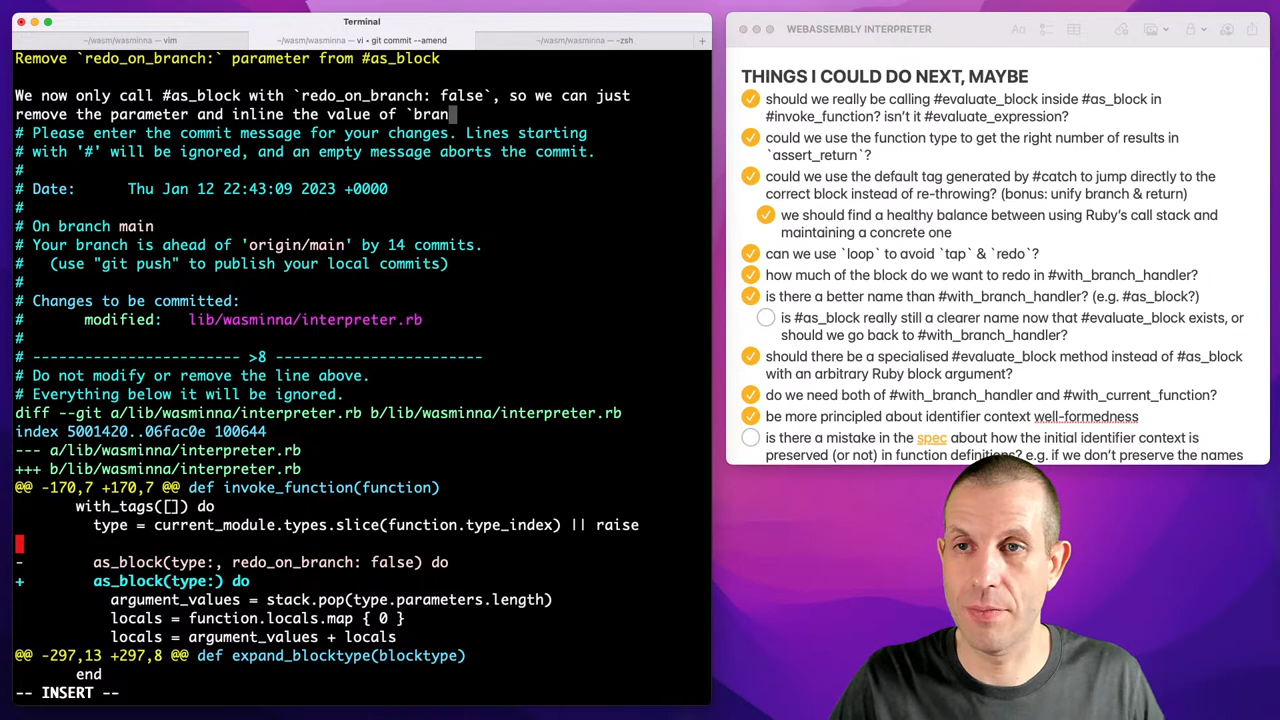 Terminal
~/wasm/wasminna — vim
~/wasm/wasminna — vi • git commit --amend
~/wasm/wasminna — -zsh
Remove `redo_on_branch:` parameter from #as_block
We now only call #as_block with `redo_on_branch: false`, so we can just
remove the parameter and inline the value of `bran
# Please enter the commit message for your changes. Lines starting
# with '#' will be ignored, and an empty message aborts the commit.
#
# Date:      Thu Jan 12 22:43:09 2023 +0000
#
# On branch main
# Your branch is ahead of 'origin/main' by 14 commits.
#   (use "git push" to publish your local commits)
#
# Changes to be committed:
#       modified:   lib/wasminna/interpreter.rb
#
# ------------------------ >8 ------------------------
# Do not modify or remove the line above.
# Everything below it will be ignored.
diff --git a/lib/wasminna/interpreter.rb b/lib/wasminna/interpreter.rb
index 5001420..06fac0e 100644
--- a/lib/wasminna/interpreter.rb
+++ b/lib/wasminna/interpreter.rb
@@ -170,7 +170,7 @@ def invoke_function(function)
       with_tags([]) do
         type = current_module.types.slice(function.type_index) || raise
-        as_block(type:, redo_on_branch: false) do
+        as_block(type:) do
           argument_values = stack.pop(type.parameters.length)
           locals = function.locals.map { 0 }
           locals = argument_values + locals
@@ -297,13 +297,8 @@ def expand_blocktype(blocktype)
          end
-- INSERT --
WEBASSEMBLY INTERPRETER
Aa
THINGS I COULD DO NEXT, MAYBE
should we really be calling #evaluate_block inside #as_block in
#invoke_function? isn't it #evaluate_expression?
could we use the function type to get the right number of results in
`assert_return`?
could we use the default tag generated by #catch to jump directly to the
correct block instead of re-throwing? (bonus: unify branch & return)
we should find a healthy balance between using Ruby's call stack and
maintaining a concrete one
can we use `loop` to avoid `tap` & `redo`?
how much of the block do we want to redo in #with_branch_handler?
is there a better name than #with_branch_handler? (e.g. #as_block?)
is #as_block really still a clearer name now that #evaluate_block exists, or
should we go back to #with_branch_handler?
should there be a specialised #evaluate_block method instead of #as_block
with an arbitrary Ruby block argument?
do we need both of #with_branch_handler and #with_current_function?
be more principled about identifier context well-formedness
is there a mistake in the spec about how the initial identifier context is
preserved (or not) in function definitions? e.g. if we don't preserve the names